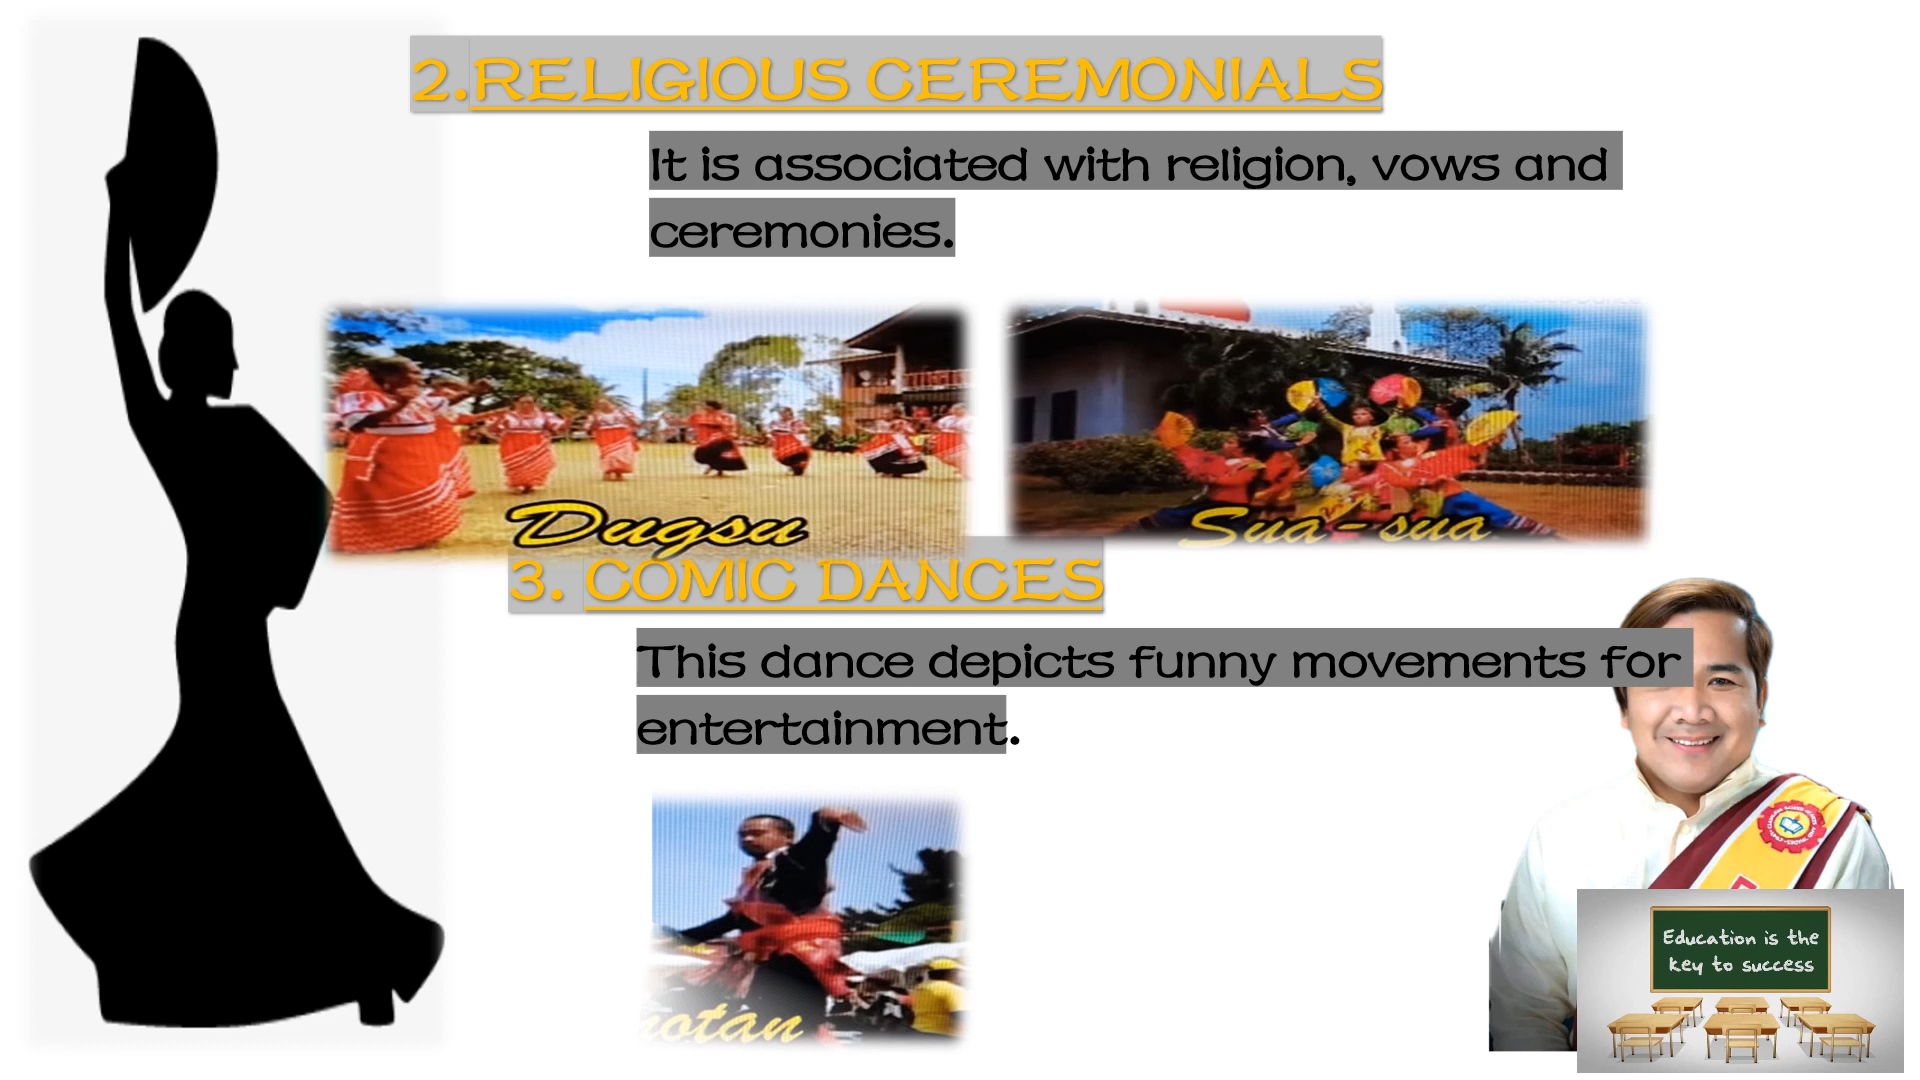 2.RELIGIOUS CEREMONIALS
It is associated with religion, vows and
ceremonies.
Dugsu
Sua-sua
3. COMIC DANCES
This dance depicts funny movements for
entertainment.
Education is the
key to success